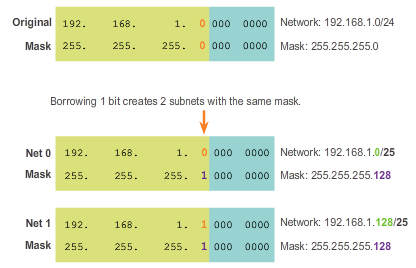 Original 192. 168. 1. 0 000 0000 Network: 192.168.1.0/24
Mask 255. 255. 255. 0 000 0000 Mask: 255.255.255.0
Borrowing 1 bit creates 2 subnets with the same mask.
Net 0 192. 168. 1. 0 000 0000 Network: 192.168.1.0/25
Mask 255. 255. 255. 1 000 0000 Mask: 255.255.255.128
Net 1 192. 168. 1. 1 000 0000 Network: 192.168.1.128/25
Mask 255. 255. 255. 1 000 0000 Mask: 255.255.255.128